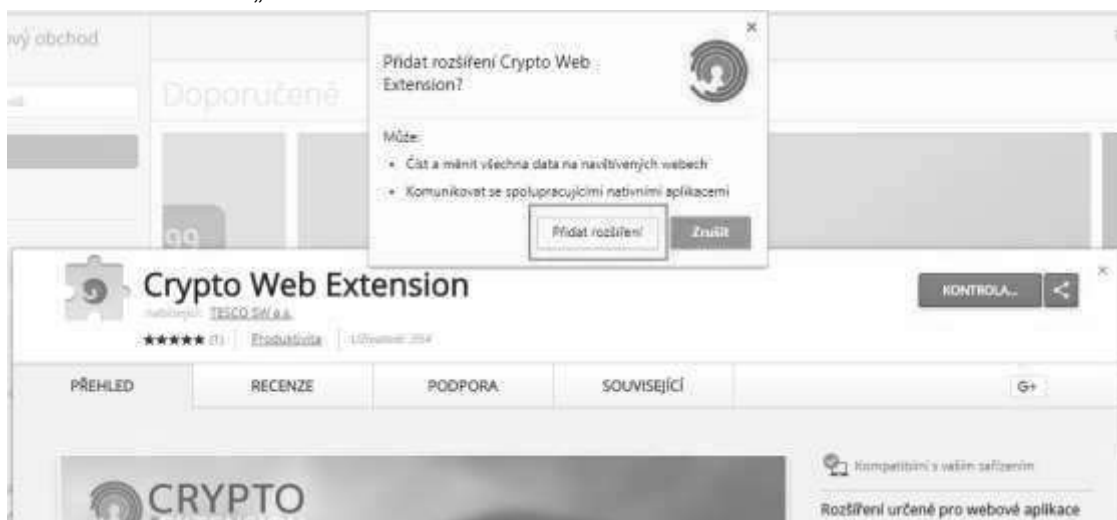 „
vý obchod
Doporučené
Přidat rozšíření Crypto Web
Extension?
Může:
• Číst a měnit všechna data na navštívených webech
• Komunikovat se spolupracujícími nativními aplikacemi
Přidat rozšíření
Zrušit
99
Crypto Web Extension
TESCO SW a.s.
★★★★★ (1) Produktivita
KONTROLA...
PŘEHLED
RECENZE
PODPORA
SOUVISEJÍCÍ
G+
Kompatibilní s vaším zařízením
CRYPTO
Rozšíření určené pro webové aplikace